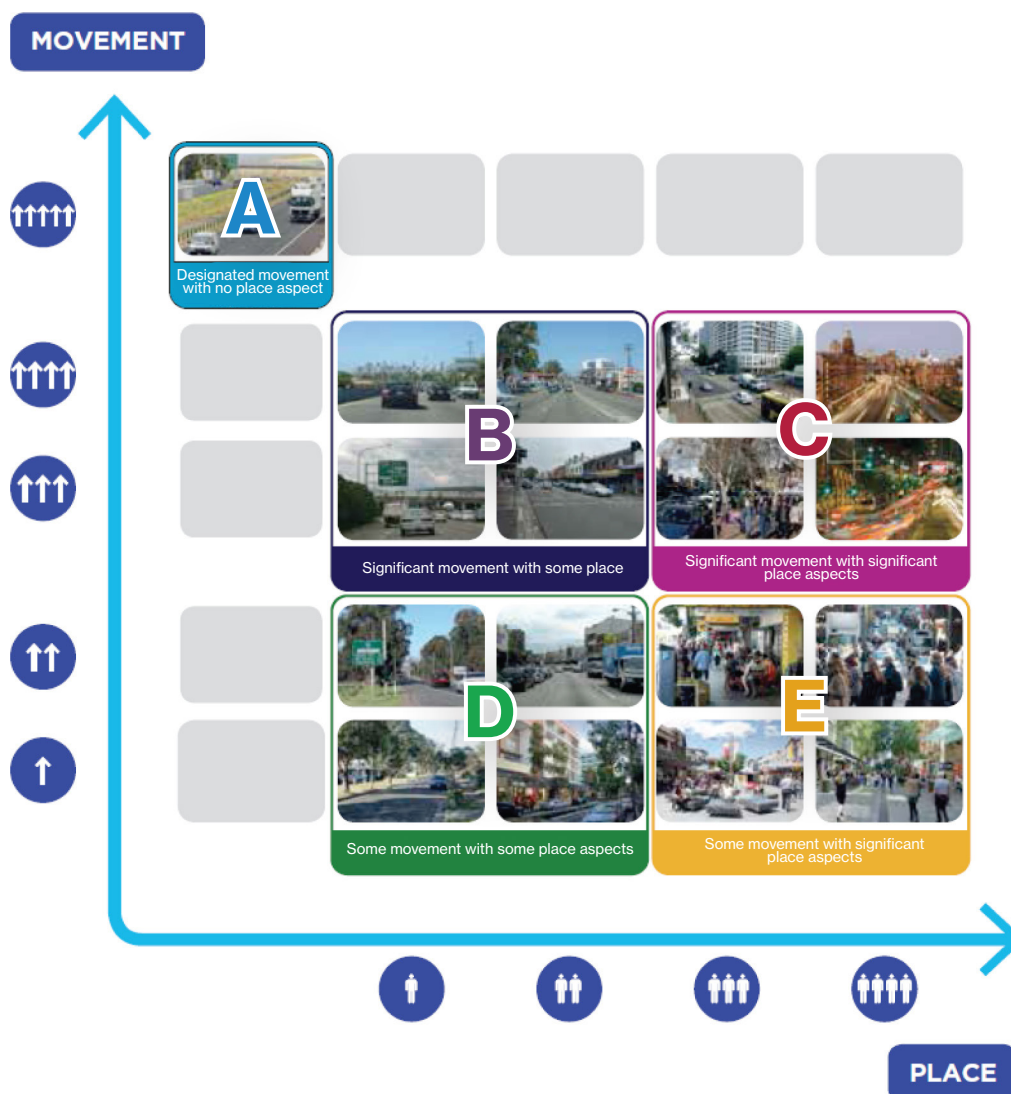 MOVEMENT
A
Designated movement
with no place aspect
B
C
Significant movement with some place
Significant movement with significant
place aspects
D
E
Some movement with some place aspects
Some movement with significant
place aspects
PLACE